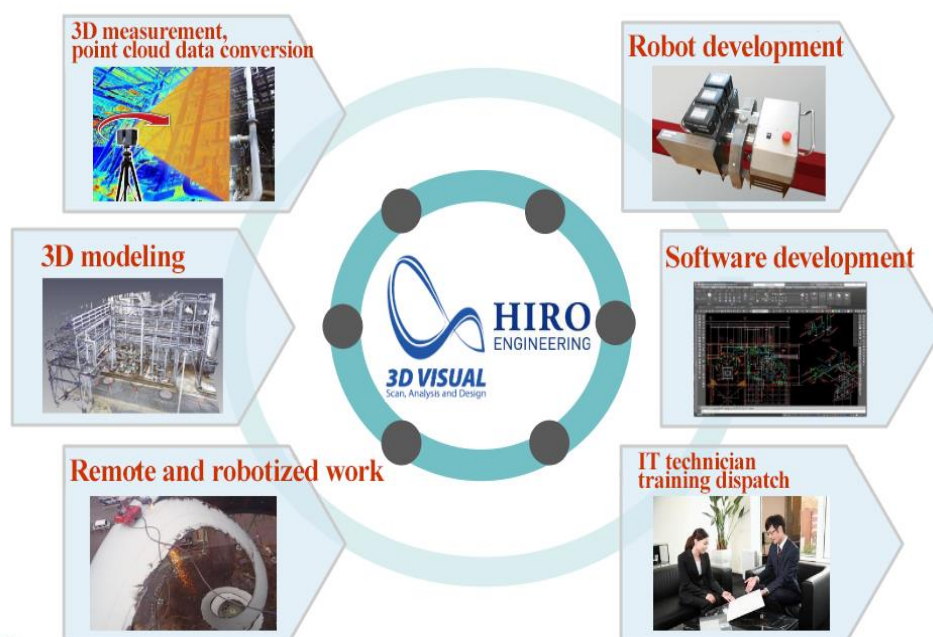 3D measurement,
point cloud data conversion
Robot development
3D modeling
Software development
HIRO
ENGINEERING
3D VISUAL
Scan, Analysis and Design
Remote and robotized work
IT technician
training dispatch